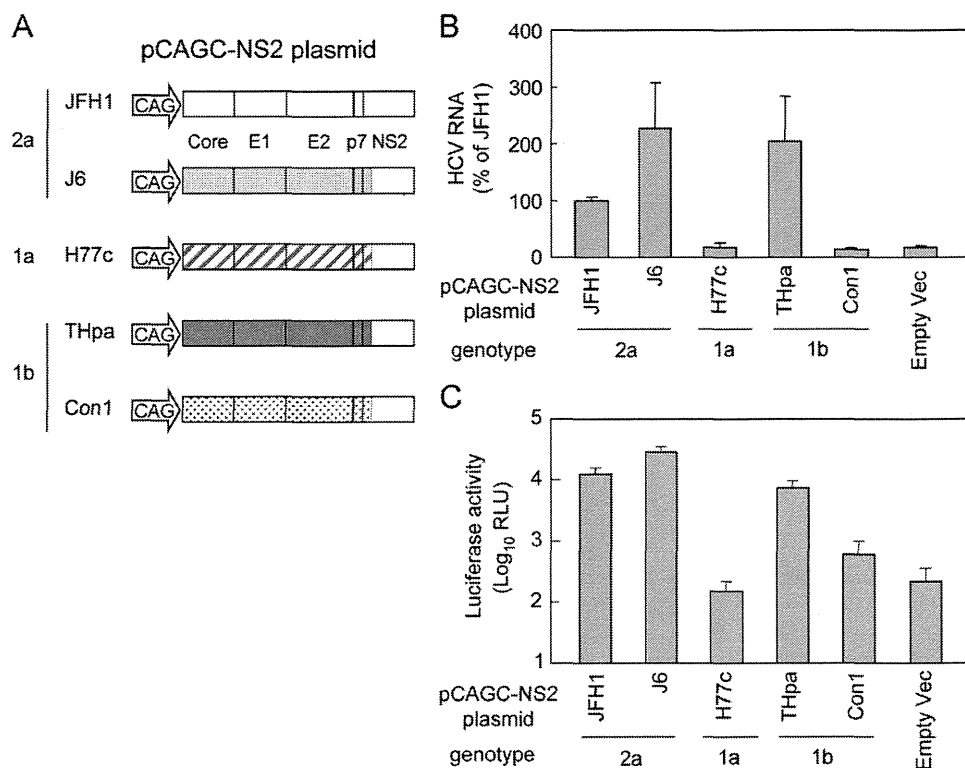 A
pCAGC-NS2 plasmid
2a
JFH1
CAG
Core E1 E2 p7 NS2
J6
CAG
1a
H77c
CAG
1b
THpa
CAG
Con1
CAG
B
HCV RNA
(% of JFH1)
400
300
200
100
0
pCAGC-NS2
plasmid
JFH1
J6
H77c
THpa
Con1
Empty Vec
genotype
2a
1a
1b
C
Luciferase activity
(Log10 RLU)
5
4
3
2
1
pCAGC-NS2
plasmid
JFH1
J6
H77c
THpa
Con1
Empty Vec
genotype
2a
1a
1b